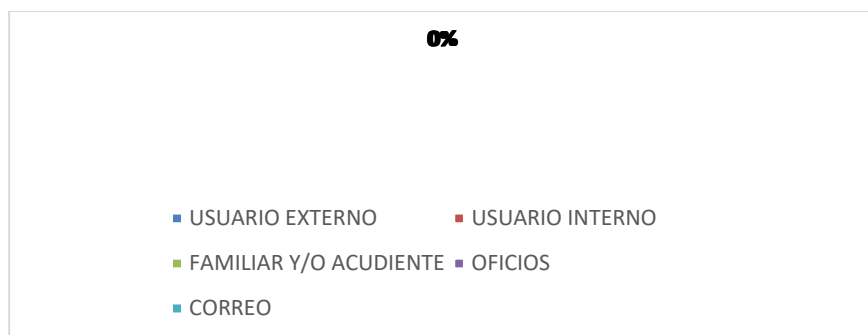 0%
USUARIO EXTERNO USUARIO INTERNO
FAMILIAR Y/O ACUDIENTE OFICIOS
CORREO